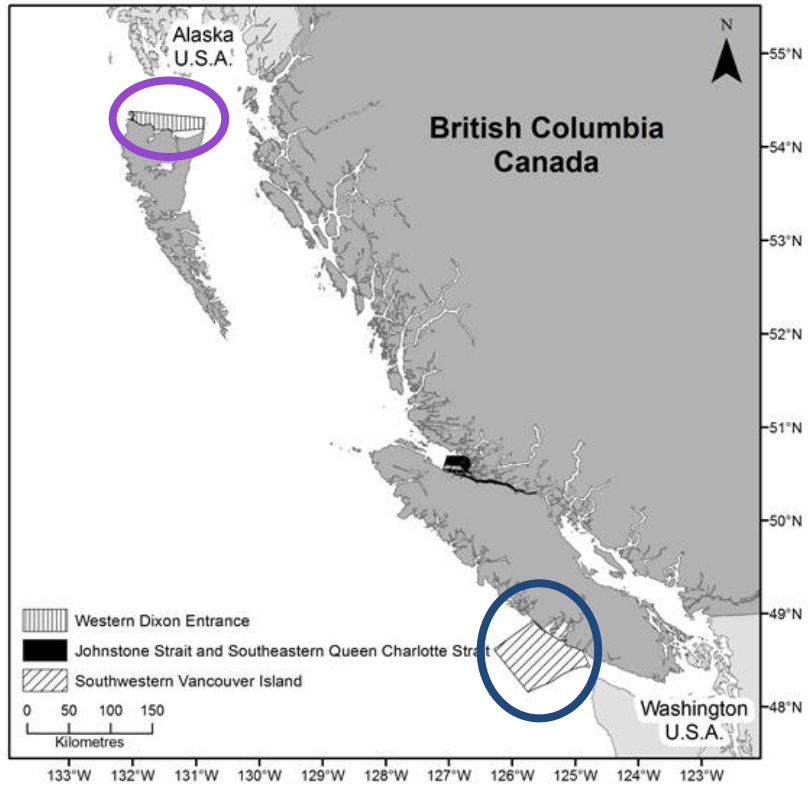 Alaska
U.S.A.
N
55°N
British Columbia
Canada
54°N
53°N
52°N
51°N
50°N
49°N
48°N
Western Dixon Entrance
Johnstone Strait and Southeastern Queen Charlotte Strait
Southwestern Vancouver Island
0 50 100 150
Kilometres
Washington
U.S.A.
133°W 132°W 131°W 130°W 129°W 128°W 127°W 126°W 125°W 124°W 123°W